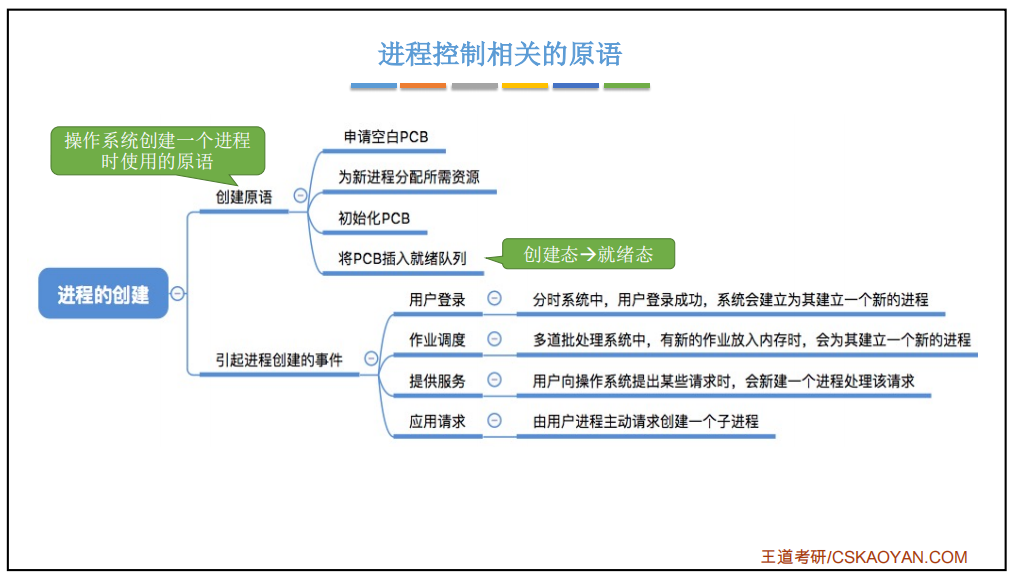 进程控制相关的原语
操作系统创建一个进程
时使用的原语
创建原语
申请空白PCB
为新进程分配所需资源
初始化PCB
将PCB插入就绪队列
创建态→就绪态
进程的创建
引起进程创建的事件
用户登录
分时系统中，用户登录成功，系统会建立为其建立一个新的进程
作业调度
多道批处理系统中，有新的作业放入内存时，会为其建立一个新的进程
提供服务
用户向操作系统提出某些请求时，会新建一个进程处理该请求
应用请求
由用户进程主动请求创建一个子进程
王道考研/CSKAOYAN.COM